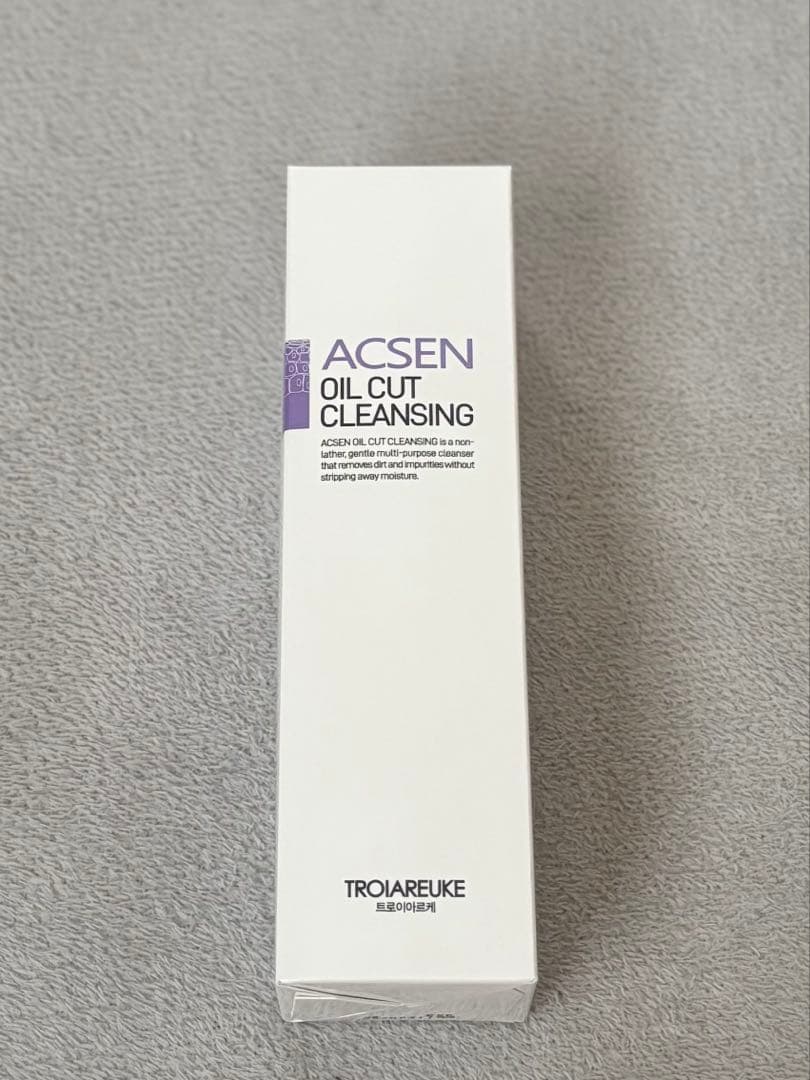 ACSEN
OIL CUT
CLEANSING
ACSEN OIL CUT CLEANSING is a non-
lather, gentle multi-purpose cleanser
that removes dirt and impurities without
stripping away moisture.
TROIAREUKE
트로이아르케